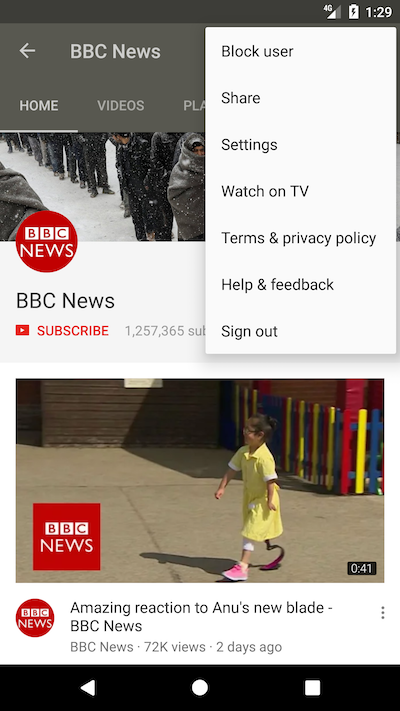 4G 1:29
BBC News
HOME VIDEOS PLA
Block user
Share
Settings
Watch on TV
Terms & privacy policy
Help & feedback
Sign out
BBC
NEWS
BBC News
SUBSCRIBE 1,257,365 sub
BBC
NEWS
0:41
BBC
NEWS
Amazing reaction to Anu's new blade -
BBC News
BBC News · 72K views · 2 days ago